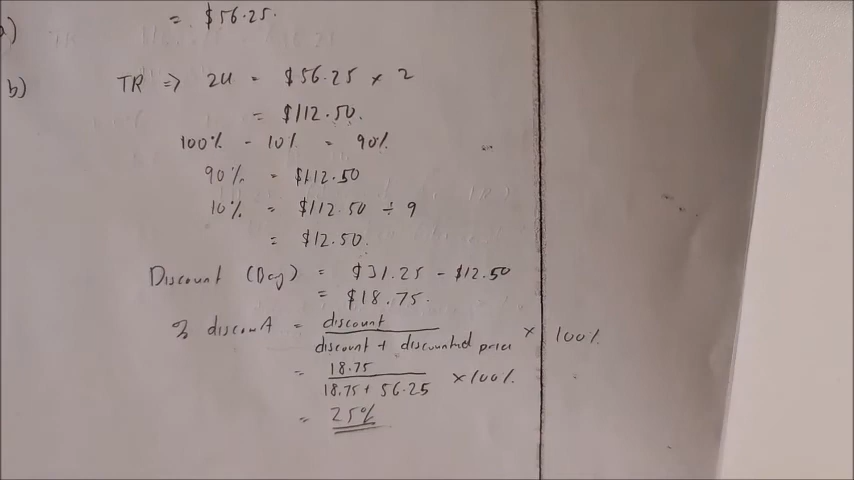 = $56.25.
a)
b) TR => 2u = $56.25 × 2
= $112.50.
100% - 10% = 90%
90% = $112.50
10% = $112.50 ÷ 9
= $12.50.
Discount (Bag) = $31.25 - $12.50
= $18.75.
% discount = discount / discount + discounted price × 100%
= 18.75 / 18.75 + 56.25 × 100%.
= 25%